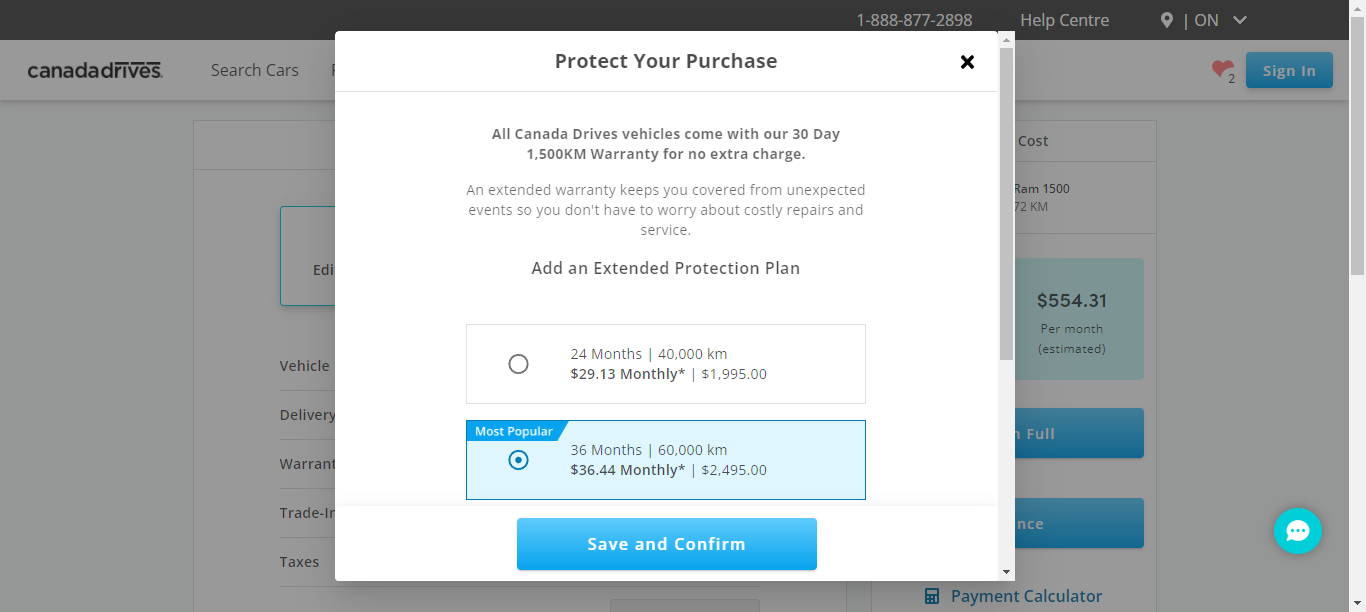 1-888-877-2898
Help Centre
| ON
canadadrives
Search Cars
2
Sign In
Protect Your Purchase
All Canada Drives vehicles come with our 30 Day
1,500KM Warranty for no extra charge.
An extended warranty keeps you covered from unexpected
events so you don't have to worry about costly repairs and
service.
Add an Extended Protection Plan
24 Months | 40,000 km
$29.13 Monthly* | $1,995.00
Most Popular
36 Months | 60,000 km
$36.44 Monthly* | $2,495.00
Save and Confirm
Edi
Vehicle
Delivery
Warrant
Trade-In
Taxes
Cost
Ram 1500
72 KM
$554.31
Per month
(estimated)
n Full
nce
Payment Calculator